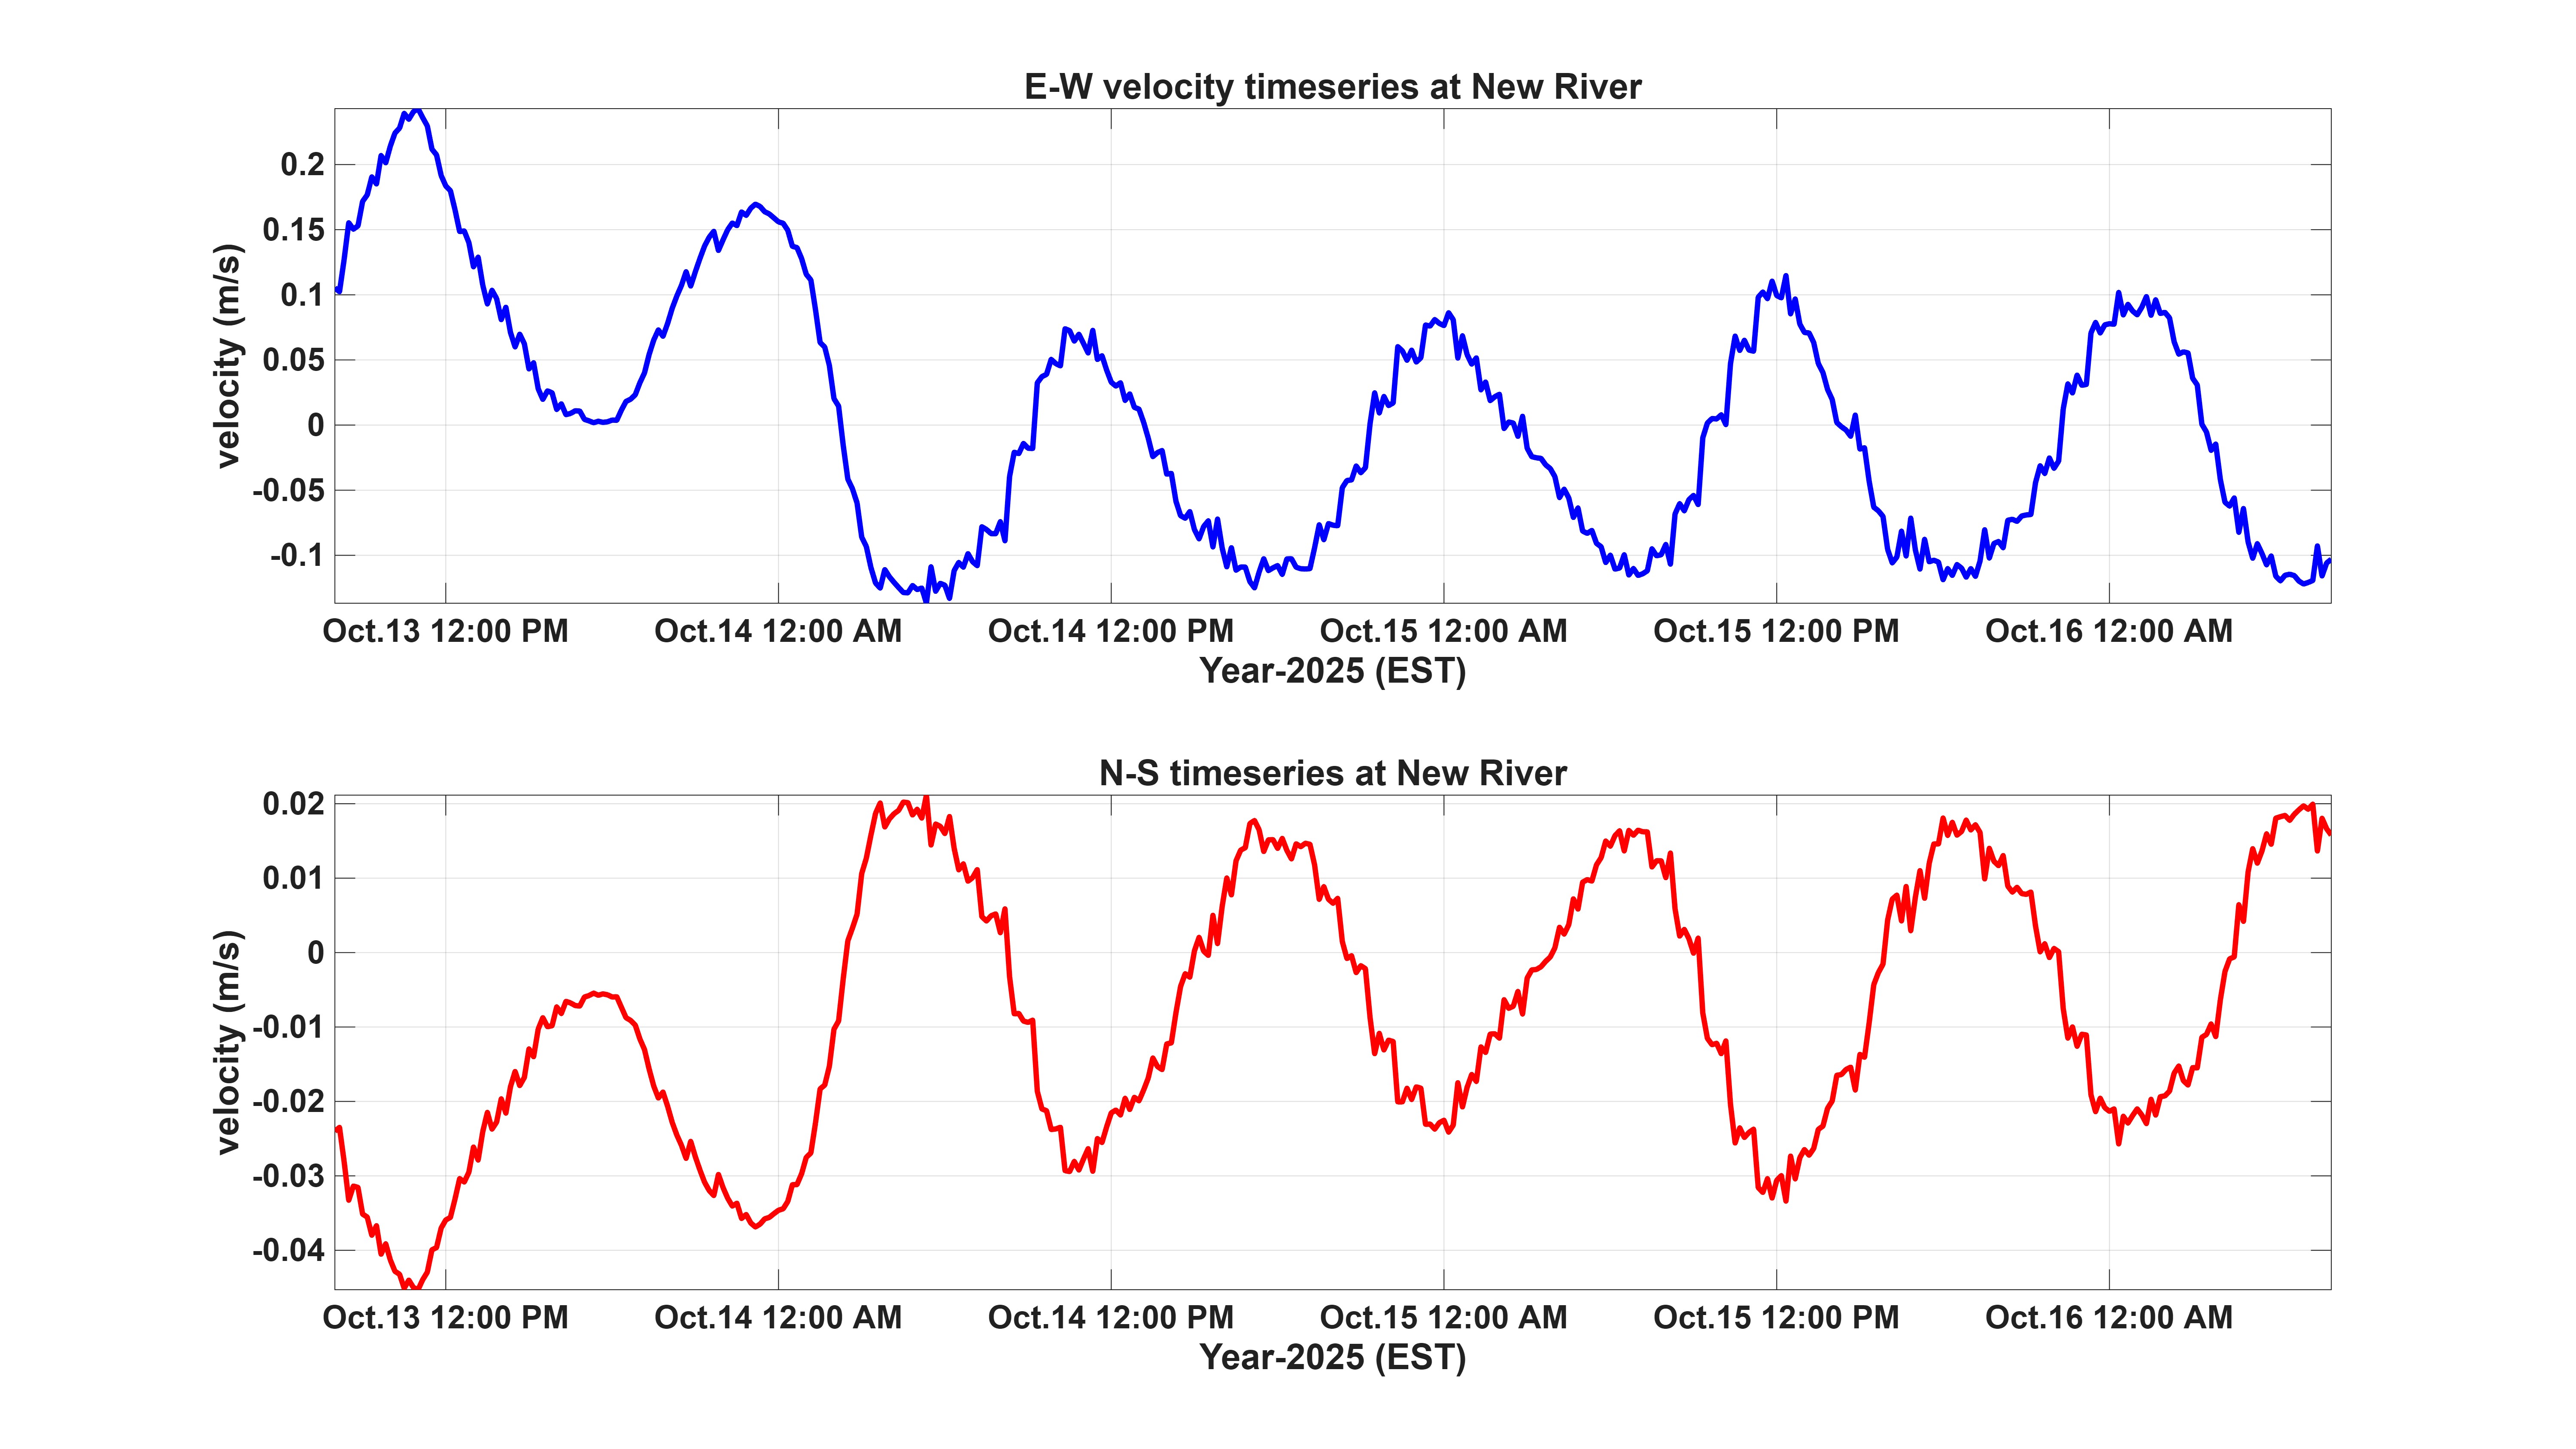 E-W velocity timeseries at New River
velocity (m/s)
0.2
0.15
0.1
0.05
0
-0.05
-0.1
Oct.13 12:00 PM Oct.14 12:00 AM Oct.14 12:00 PM Oct.15 12:00 AM Oct.15 12:00 PM Oct.16 12:00 AM
Year-2025 (EST)
N-S timeseries at New River
velocity (m/s)
0.02
0.01
0
-0.01
-0.02
-0.03
-0.04
Oct.13 12:00 PM Oct.14 12:00 AM Oct.14 12:00 PM Oct.15 12:00 AM Oct.15 12:00 PM Oct.16 12:00 AM
Year-2025 (EST)